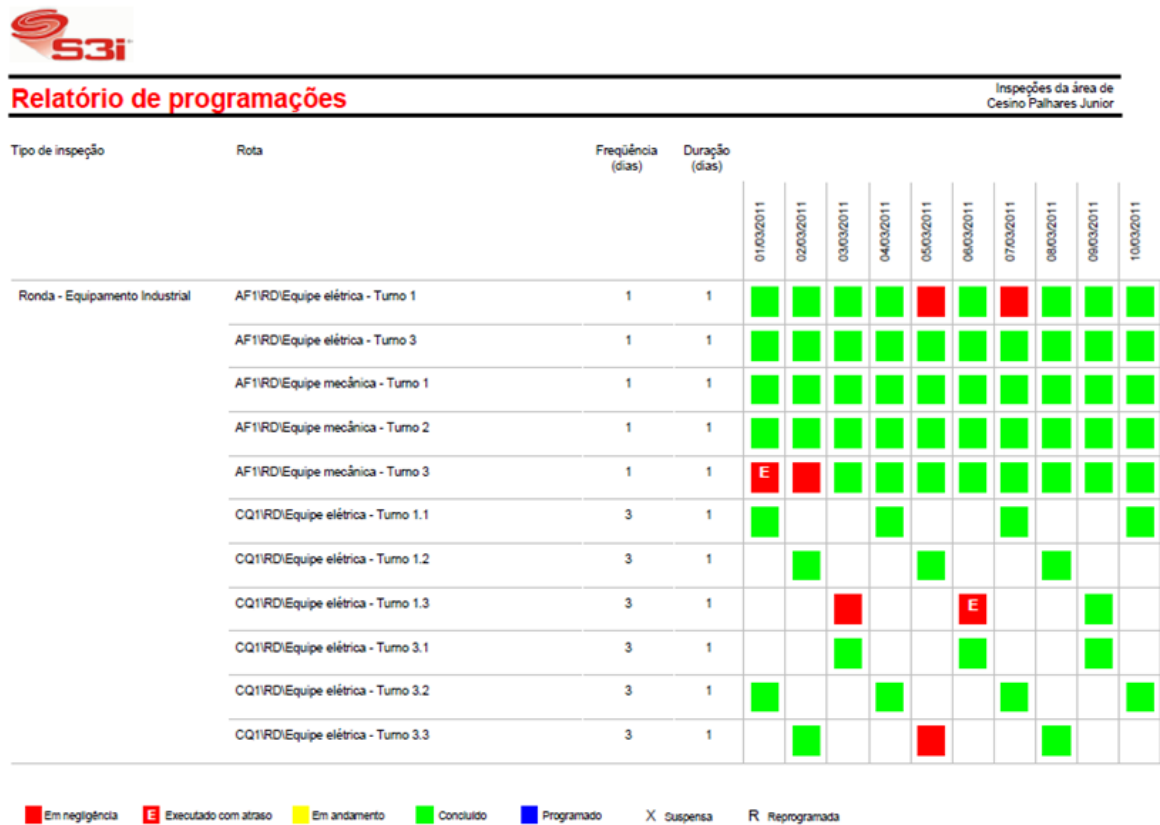 S3i
Relatório de programações
Inspeções da área de
Cesino Palhares Junior
Tipo de inspeção Rota Freqüência Duração
(dias) (dias)
01/03/2011 02/03/2011 03/03/2011 04/03/2011 05/03/2011 06/03/2011 07/03/2011 08/03/2011 09/03/2011 10/03/2011
Ronda - Equipamento Industrial AF1\RD\Equipe elétrica - Turno 1 1 1
AF1\RD\Equipe elétrica - Turno 3 1 1
AF1\RD\Equipe mecânica - Turno 1 1 1
AF1\RD\Equipe mecânica - Turno 2 1 1
AF1\RD\Equipe mecânica - Turno 3 1 1 E
CQ1\RD\Equipe elétrica - Turno 1.1 3 1
CQ1\RD\Equipe elétrica - Turno 1.2 3 1
CQ1\RD\Equipe elétrica - Turno 1.3 3 1 E
CQ1\RD\Equipe elétrica - Turno 3.1 3 1
CQ1\RD\Equipe elétrica - Turno 3.2 3 1
CQ1\RD\Equipe elétrica - Turno 3.3 3 1
Em negligência E Executado com atraso Em andamento Concluído Programado X Suspensa R Reprogramada